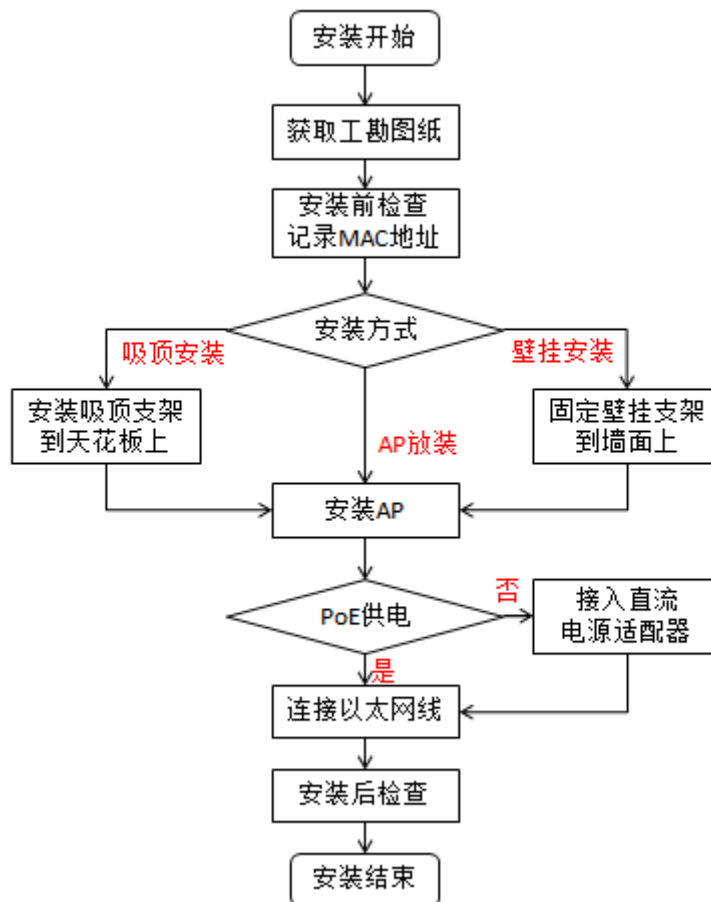 安装开始
获取工勘图纸
安装前检查
记录MAC地址
安装方式
吸顶安装
壁挂安装
安装吸顶支架
到天花板上
固定壁挂支架
到墙面上
AP放装
安装AP
PoE供电
否
接入直流
电源适配器
是
连接以太网线
安装后检查
安装结束